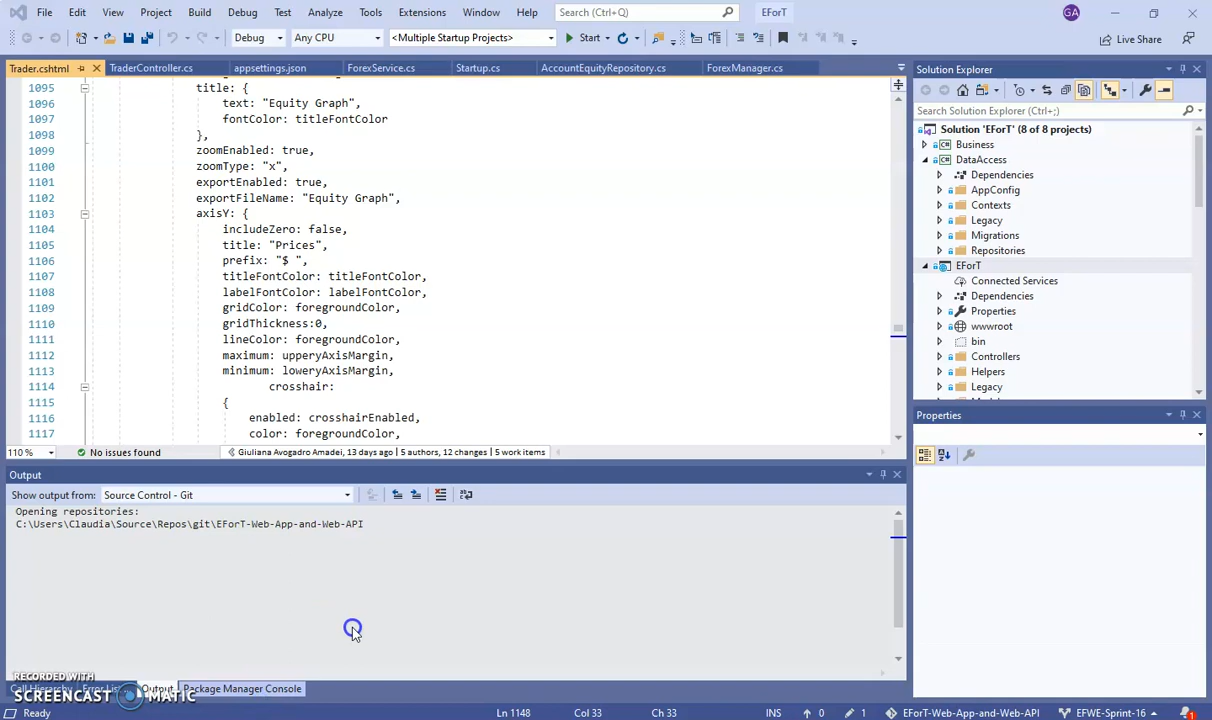 File Edit View Project Build Debug Test Analyze Tools Extensions Window Help Search (Ctrl+Q) EForT GA
Debug Any CPU <Multiple Startup Projects> Start Live Share
Trader.cshtml TraderController.cs appsettings.json ForexService.cs Startup.cs AccountEquityRepository.cs ForexManager.cs
1095 title: {
1096 text: "Equity Graph",
1097 fontColor: titleFontColor
1098 },
1099 zoomEnabled: true,
1100 zoomType: "x",
1101 exportEnabled: true,
1102 exportFileName: "Equity Graph",
1103 axisY: {
1104 includeZero: false,
1105 title: "Prices",
1106 prefix: "$ ",
1107 titleFontColor: titleFontColor,
1108 labelFontColor: labelFontColor,
1109 gridColor: foregroundColor,
1110 gridThickness:0,
1111 lineColor: foregroundColor,
1112 maximum: upperyAxisMargin,
1113 minimum: loweryAxisMargin,
1114 crosshair:
1115 {
1116 enabled: crosshairEnabled,
1117 color: foregroundColor,
110 % No issues found Giuliana Avogadro Amadei, 13 days ago | 5 authors, 12 changes | 5 work items
Output
Show output from: Source Control - Git
Opening repositories:
C:\Users\Claudia\Source\Repos\git\EForT-Web-App-and-Web-API
RECORDED WITH
SCREENCAST MATIC
Call Hierarchy Error List Output Package Manager Console
Ready Ln 1148 Col 33 Ch 33 INS 0 1 EForT-Web-App-and-Web-API EFWE-Sprint-16 1
Solution Explorer
Search Solution Explorer (Ctrl+;)
Solution 'EForT' (8 of 8 projects)
Business
DataAccess
Dependencies
AppConfig
Contexts
Legacy
Migrations
Repositories
EForT
Connected Services
Dependencies
Properties
wwwroot
bin
Controllers
Helpers
Legacy
Properties